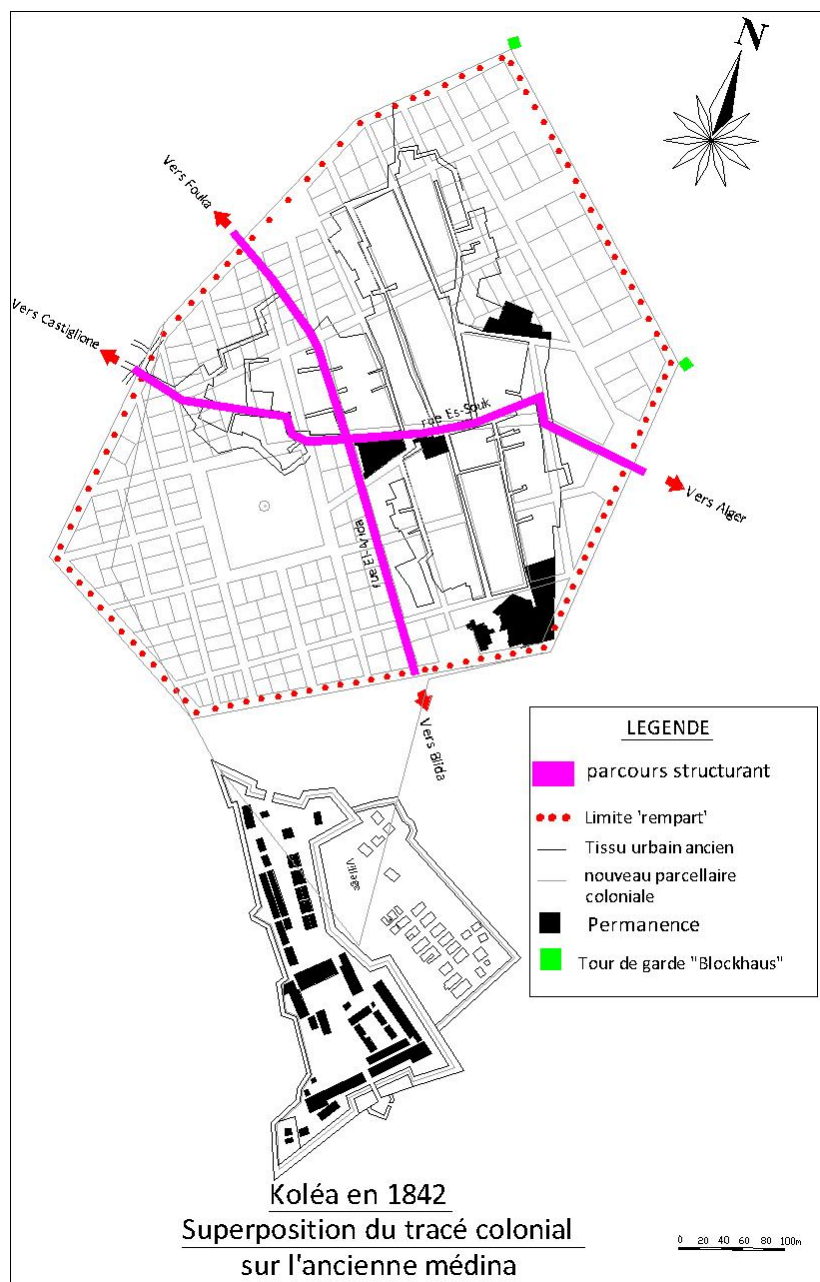 N
Vers Fouka
Vers Castiglione
rue Es-Souk
Vers Alger
rue El-Arida
Vers Blida
Village
LEGENDE
parcours structurant
Limite 'rempart'
Tissu urbain ancien
nouveau parcellaire
coloniale
Permanence
Tour de garde "Blockhaus"
Koléa en 1842
Superposition du tracé colonial
sur l'ancienne médina
0 20 40 60 80 100m